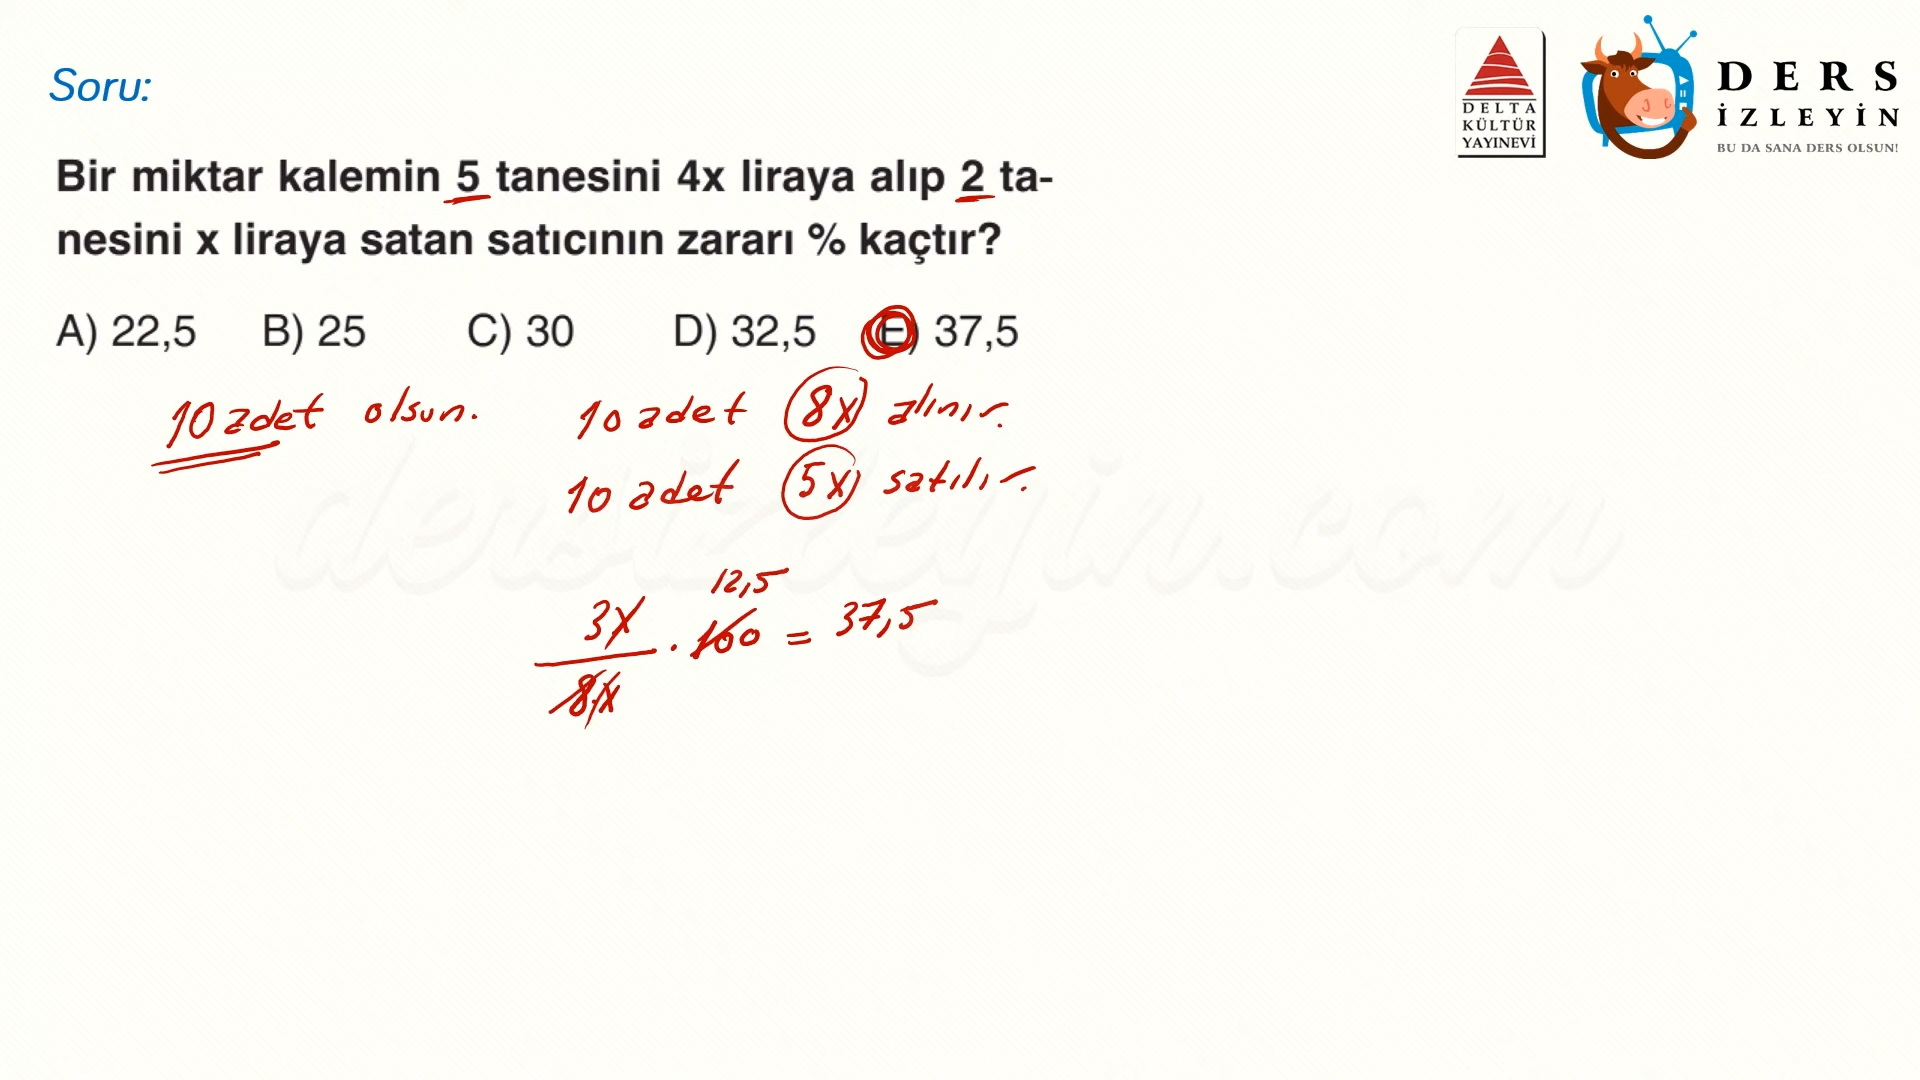 Soru:
DELTA
KÜLTÜR
YAYINEVİ
DERS
İZLEYİN
BU DA SANA DERS OLSUN!
Bir miktar kalemin 5 tanesini 4x liraya alıp 2 ta-
nesini x liraya satan satıcının zararı % kaçtır?
A) 22,5 B) 25 C) 30 D) 32,5 E) 37,5
10 adet olsun. 10 adet 8x alınır.
10 adet 5x satılır.
dersizleyin.com
12,5
3x/8x . 100 = 37,5